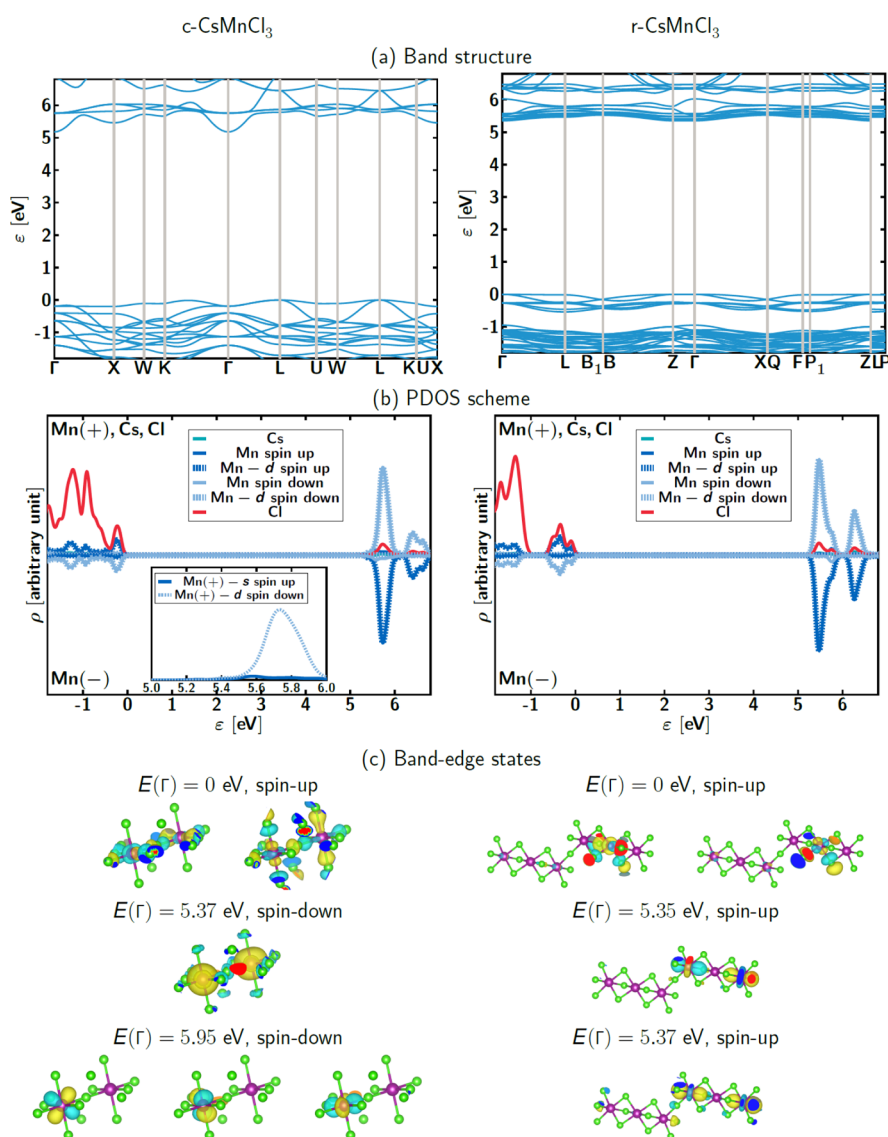 c-CsMnCl₃ r-CsMnCl₃
(a) Band structure
6
5
4
3
2
1
0
-1
ε [eV]
Γ X W K Γ L U W L K U X
6
5
4
3
2
1
0
-1
ε [eV]
Γ L B₁ B Z Γ X Q F P₁ Z L P
(b) PDOS scheme
Mn(+), Cs, Cl
Cs
Mn spin up
Mn − d spin up
Mn spin down
Mn − d spin down
Cl
ρ [arbitrary unit]
Mn(+) − s spin up
Mn(+) − d spin down
5.0 5.2 5.4 5.6 5.8 6.0
Mn(−)
-1 0 1 2 3 4 5 6
ε [eV]
Mn(+), Cs, Cl
Cs
Mn spin up
Mn − d spin up
Mn spin down
Mn − d spin down
Cl
ρ [arbitrary unit]
Mn(−)
-1 0 1 2 3 4 5 6
ε [eV]
(c) Band-edge states
E(Γ) = 0 eV, spin-up E(Γ) = 0 eV, spin-up
E(Γ) = 5.37 eV, spin-down E(Γ) = 5.35 eV, spin-up
E(Γ) = 5.95 eV, spin-down E(Γ) = 5.37 eV, spin-up